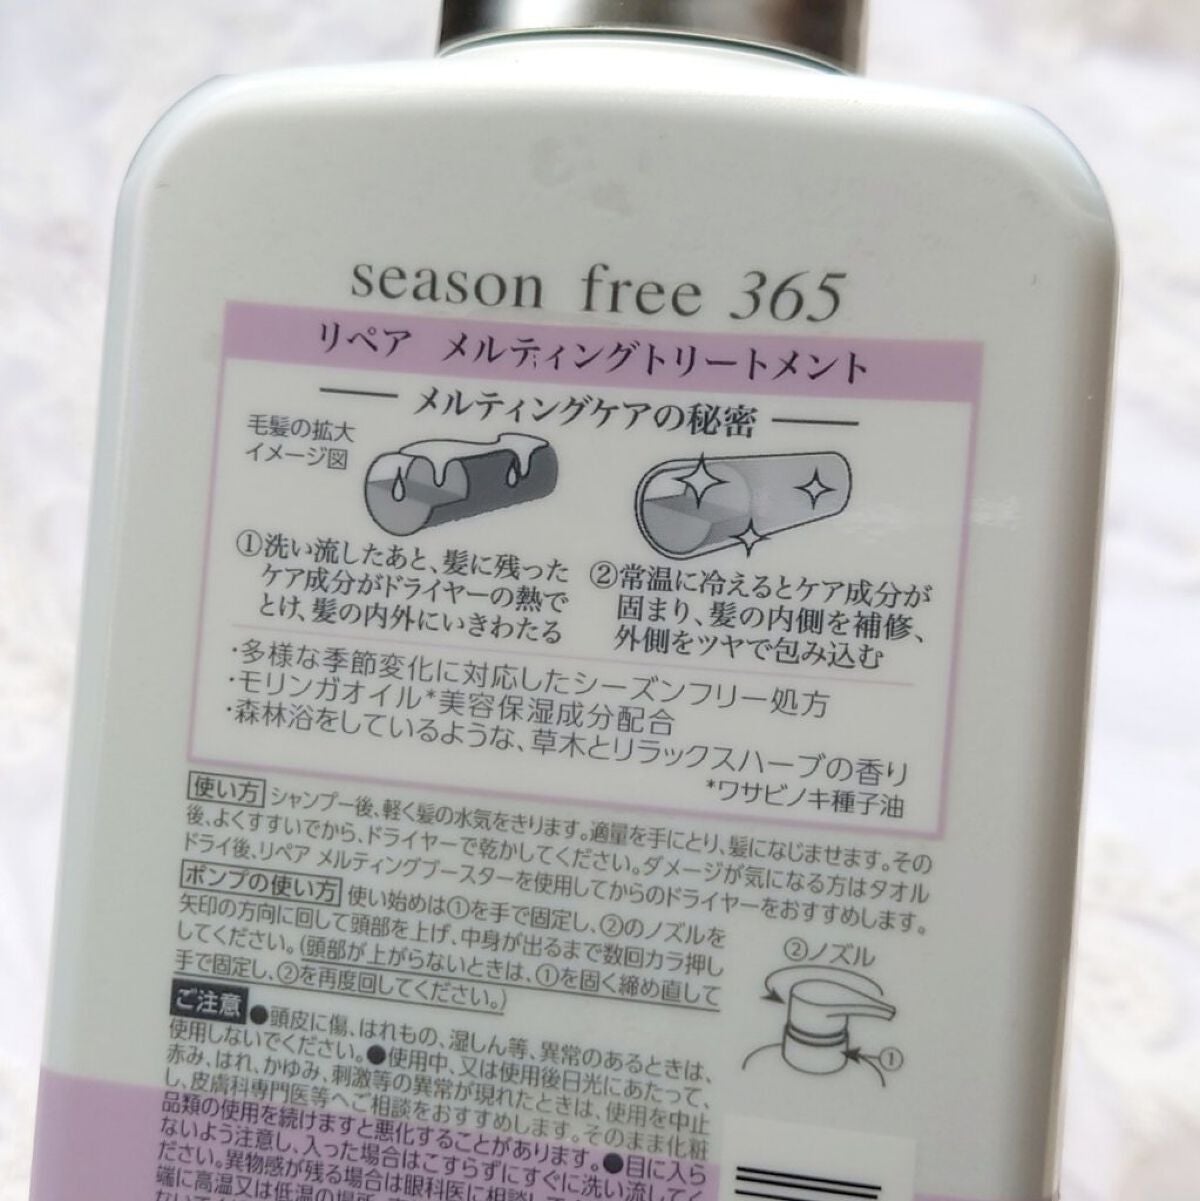 season free 365
リペア メルティングトリートメント
メルティングケアの秘密
毛髪の拡大
イメージ図
①洗い流したあと、髪に残った
ケア成分がドライヤーの熱で
とけ、髪の内外にいきわたる
②常温に冷えるとケア成分が
固まり、髪の内側を補修、
外側をツヤで包み込む
・多様な季節変化に対応したシーズンフリー処方
・モリンガオイル*美容保湿成分配合
・森林浴をしているような、草木とリラックスハーブの香り
*ワサビノキ種子油
使い方 シャンプー後、軽く髪の水気をきります。適量を手にとり、髪になじませます。その
後、よくすすいでから、ドライヤーで乾かしてください。ダメージが気になる方はタオル
ドライ後、リペア メルティングブースターを使用してからのドライヤーをおすすめします。
ポンプの使い方 使い始めは①を手で固定し、②のノズルを
矢印の方向に回して頭部を上げ、中身が出るまで数回カラ押し
してください。(頭部が上がらないときは、①を固く締め直して
手で固定し、②を再度回してください。)
②ノズル
①
ご注意 ●頭皮に傷、はれもの、湿しん等、異常のあるときは、
使用しないでください。●使用中、又は使用後日光にあたって、
赤み、はれ、かゆみ、刺激等の異常が現れたときは、使用を中止
し、皮膚科専門医等へご相談をおすすめします。そのまま化粧
品類の使用を続けますと悪化することがあります。●目に入ら
ないよう注意し、入った場合はこすらずにすぐに洗い流してく
ださい。異物感が残る場合は眼科医に相談して
端に高温又は低温の場所